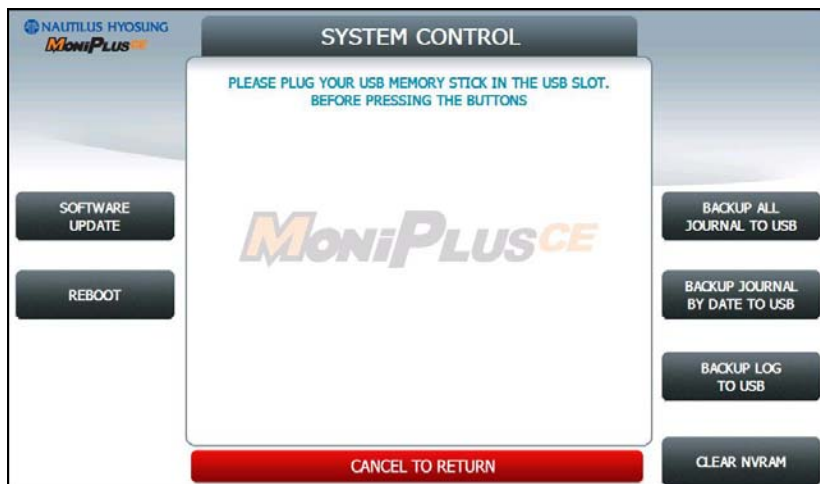 NAUTILUS HYOSUNG
MoniPlusCE
SYSTEM CONTROL
PLEASE PLUG YOUR USB MEMORY STICK IN THE USB SLOT.
BEFORE PRESSING THE BUTTONS
SOFTWARE
UPDATE
REBOOT
MoniPlusCE
BACKUP ALL
JOURNAL TO USB
BACKUP JOURNAL
BY DATE TO USB
BACKUP LOG
TO USB
CLEAR NVRAM
CANCEL TO RETURN